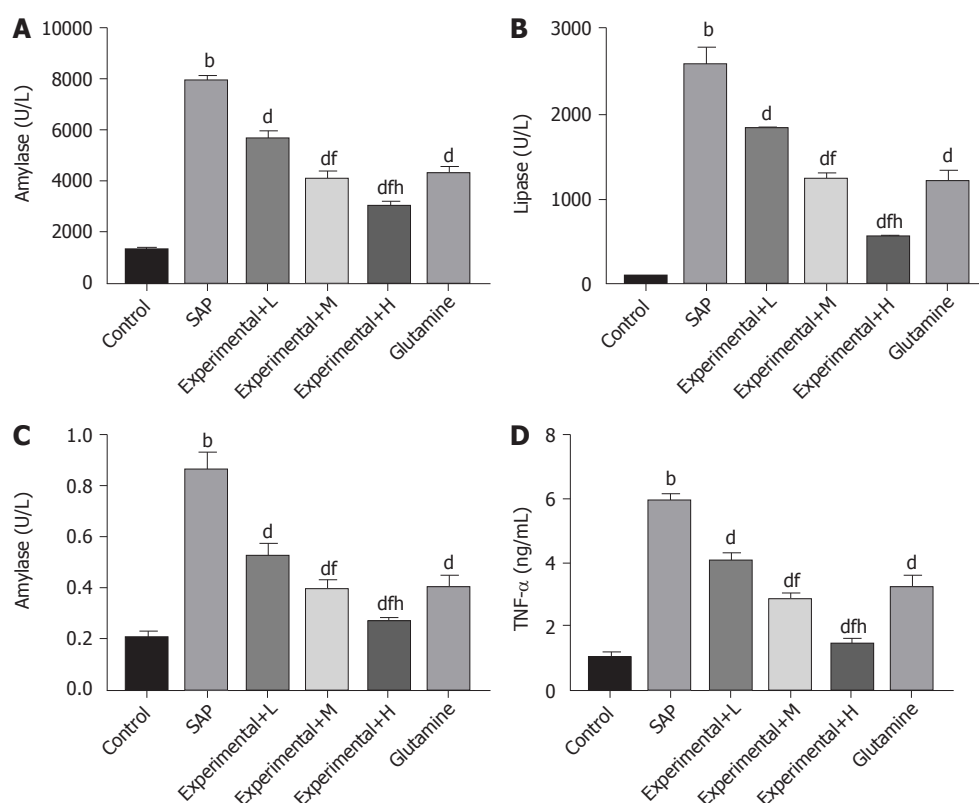 A
Amylase (U/L)
10000
8000
6000
4000
2000
0
b
d
df
dfh
d
Control
SAP
Experimental+L
Experimental+M
Experimental+H
Glutamine
B
Lipase (U/L)
3000
2000
1000
0
b
d
df
dfh
d
Control
SAP
Experimental+L
Experimental+M
Experimental+H
Glutamine
C
Amylase (U/L)
1.0
0.8
0.6
0.4
0.2
0.0
b
d
df
dfh
d
Control
SAP
Experimental+L
Experimental+M
Experimental+H
Glutamine
D
TNF-α (ng/mL)
8
6
4
2
0
b
d
df
dfh
d
Control
SAP
Experimental+L
Experimental+M
Experimental+H
Glutamine